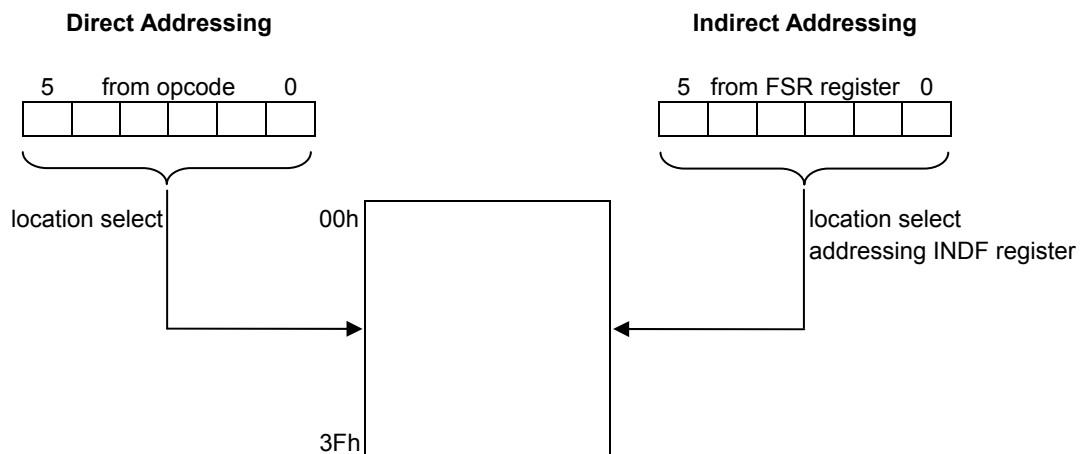 Direct Addressing
Indirect Addressing
5 from opcode 0
5 from FSR register 0
location select
00h
location select
addressing INDF register
3Fh